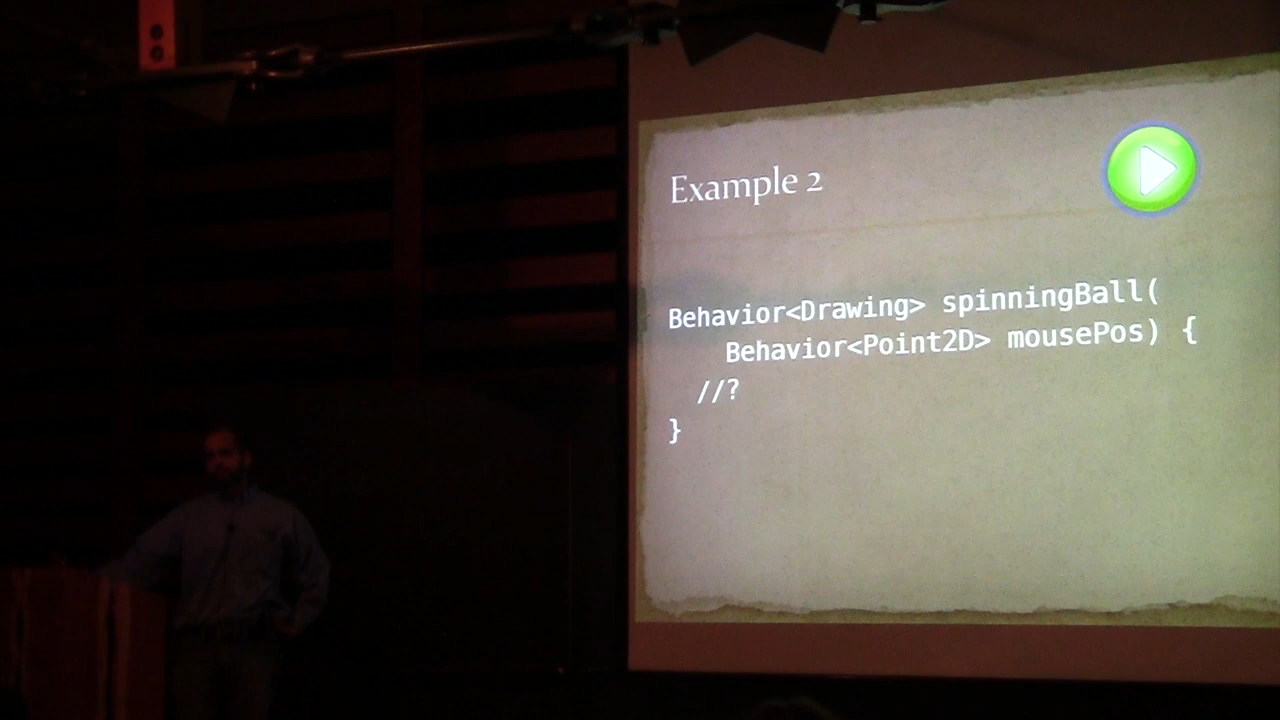 Example 2
Behavior<Drawing> spinningBall(
Behavior<Point2D> mousePos) {
//?
}